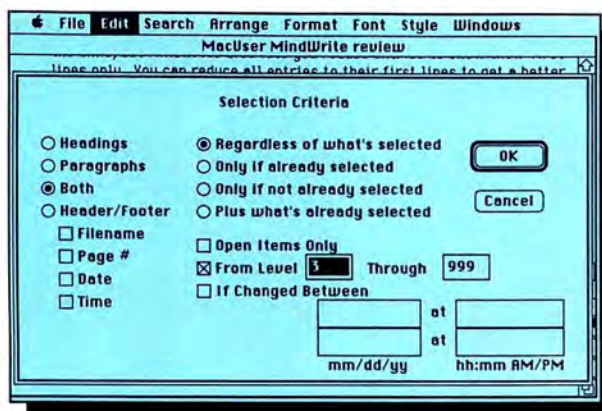 File Edit Search Arrange Format Font Style Windows
MacUser MindWrite review
lines only. You can reduce all entries to their first lines to get a better
Selection Criteria
Headings
Paragraphs
Both
Header/Footer
Filename
Page #
Date
Time
Regardless of what's selected
Only if already selected
Only if not already selected
Plus what's already selected
Open Items Only
From Level 3 Through 999
If Changed Between
at
at
mm/dd/yy hh:mm AM/PM
OK
Cancel